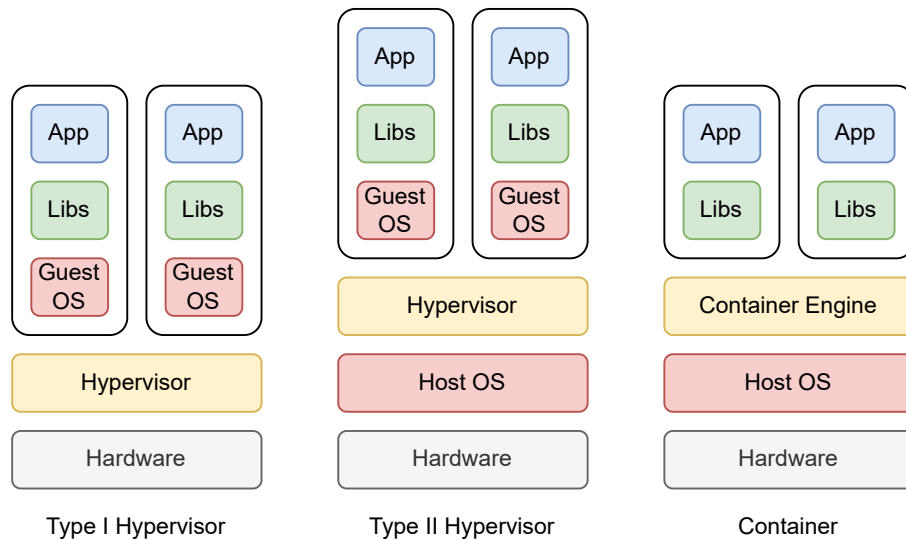 App
App
Libs
Libs
Guest
OS
Guest
OS
Hypervisor
Hardware
Type I Hypervisor
App
App
Libs
Libs
Guest
OS
Guest
OS
Hypervisor
Host OS
Hardware
Type II Hypervisor
App
App
Libs
Libs
Container Engine
Host OS
Hardware
Container